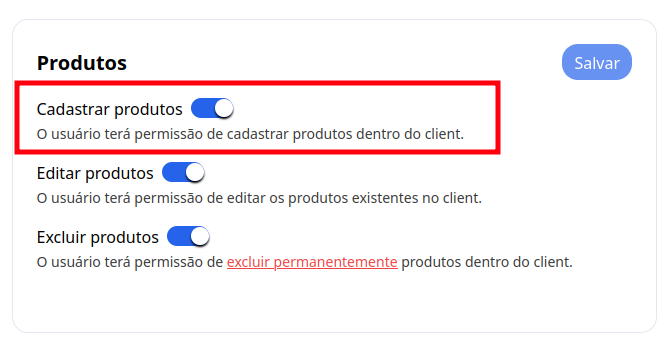 Produtos
Salvar
Cadastrar produtos
O usuário terá permissão de cadastrar produtos dentro do client.
Editar produtos
O usuário terá permissão de editar os produtos existentes no client.
Excluir produtos
O usuário terá permissão de excluir permanentemente produtos dentro do client.